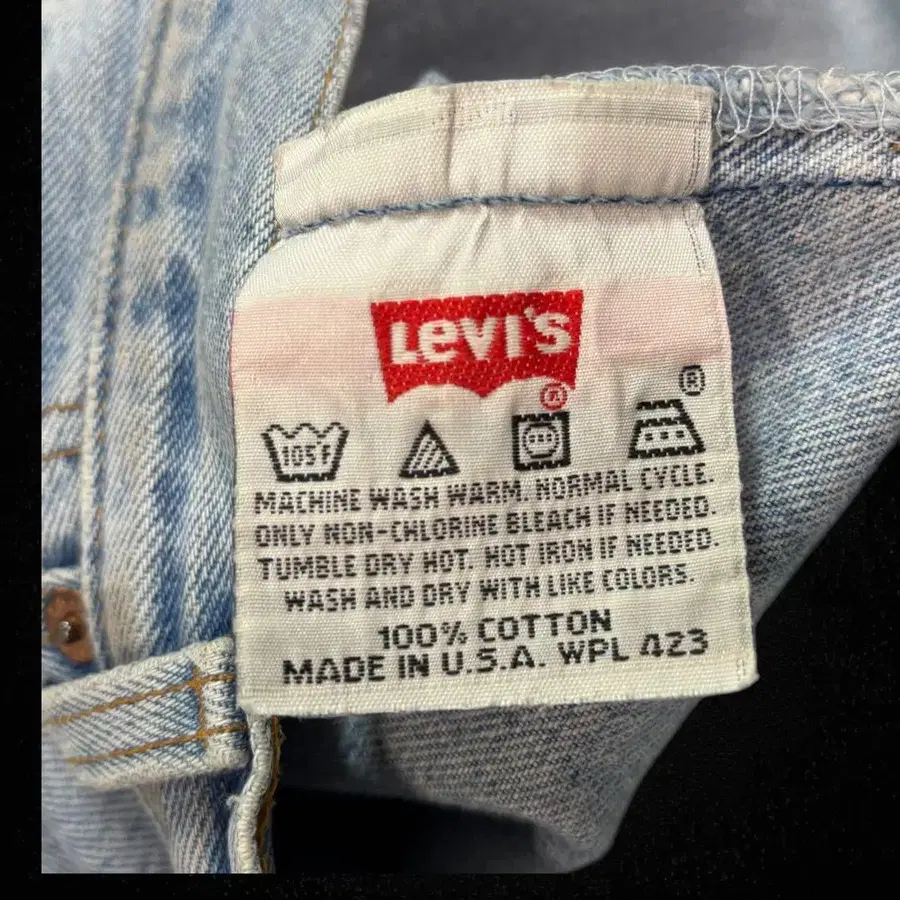 Levi's
®
®
105°F
MACHINE WASH WARM. NORMAL CYCLE.
ONLY NON-CHLORINE BLEACH IF NEEDED.
TUMBLE DRY HOT. HOT IRON IF NEEDED.
WASH AND DRY WITH LIKE COLORS.
100% COTTON
MADE IN U.S.A. WPL 423